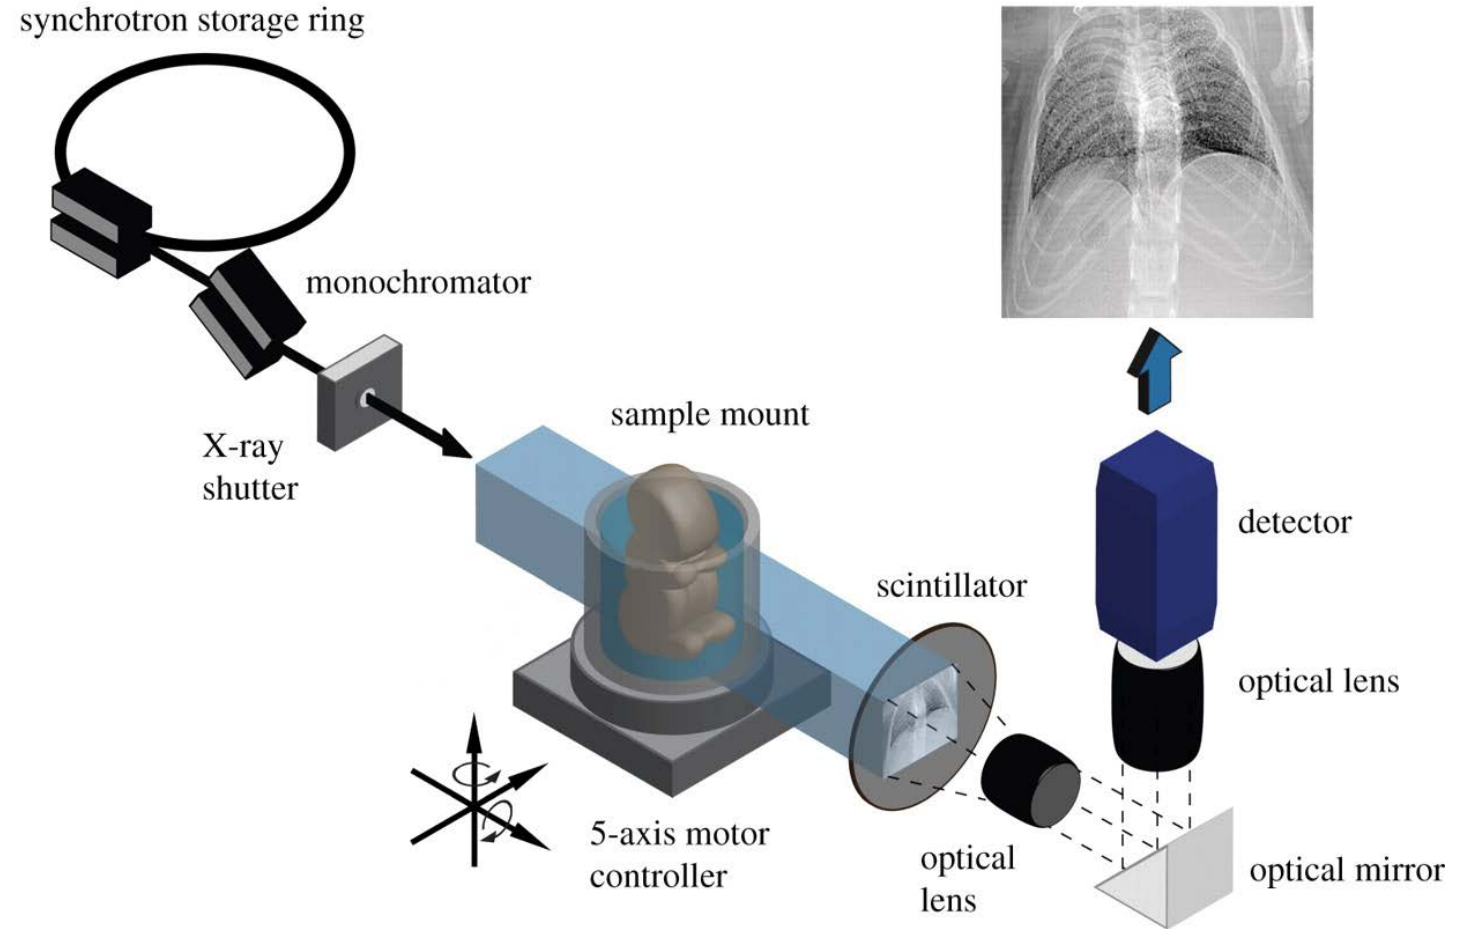 synchrotron storage ring
monochromator
X-ray
shutter
sample mount
5-axis motor
controller
scintillator
optical
lens
detector
optical lens
optical mirror